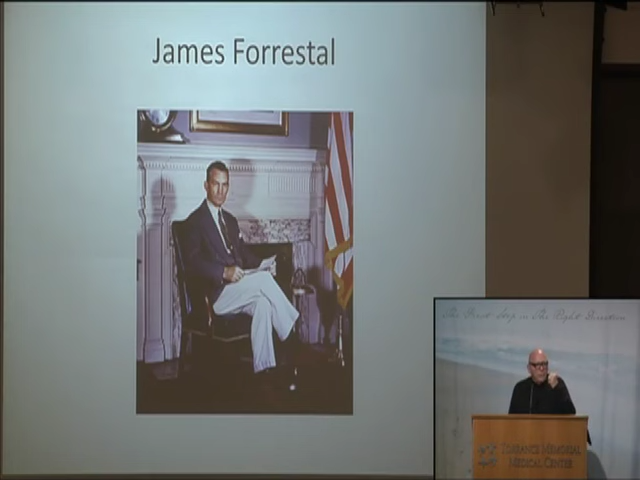 James Forrestal
The First Step in The Right Direction
TORRANCE MEMORIAL
MEDICAL CENTER